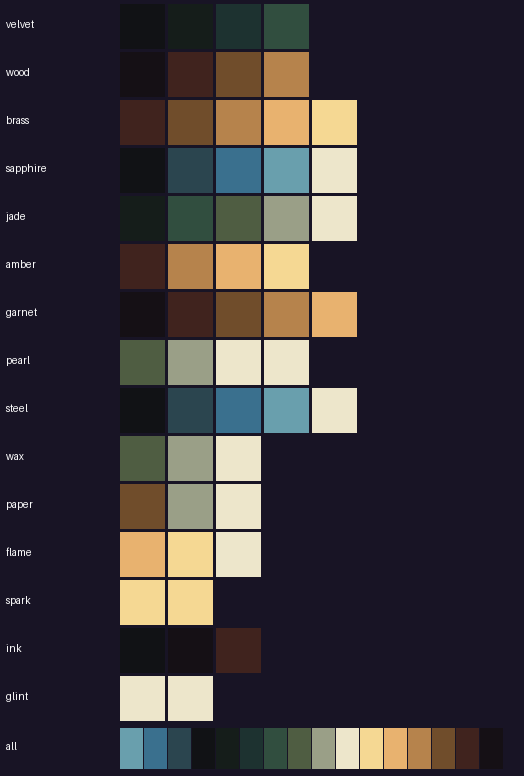 velvet
wood
brass
sapphire
jade
amber
garnet
pearl
steel
wax
paper
flame
spark
ink
glint
all